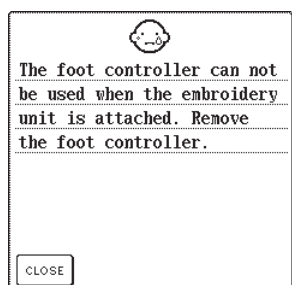 The foot controller can not
be used when the embroidery
unit is attached. Remove
the foot controller.
CLOSE